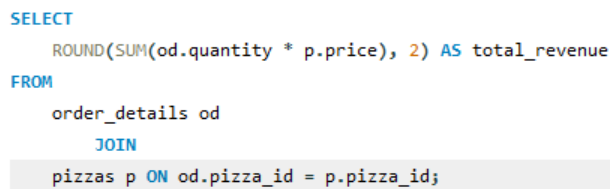 SELECT
    ROUND(SUM(od.quantity * p.price), 2) AS total_revenue
FROM
    order_details od
        JOIN
    pizzas p ON od.pizza_id = p.pizza_id;